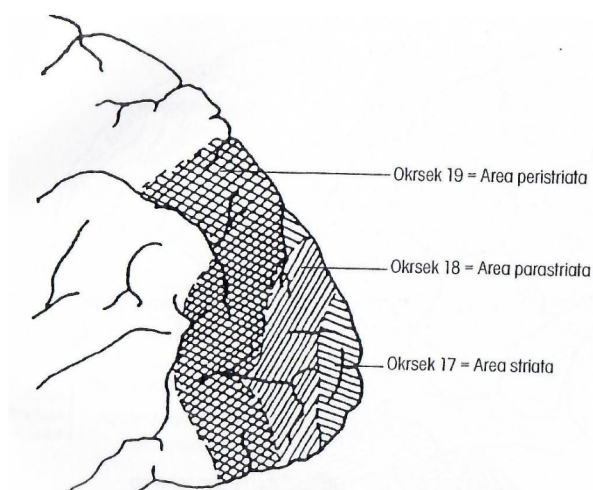 Okrsek 19 = Area peristriata
Okrsek 18 = Area parastriata
Okrsek 17 = Area striata